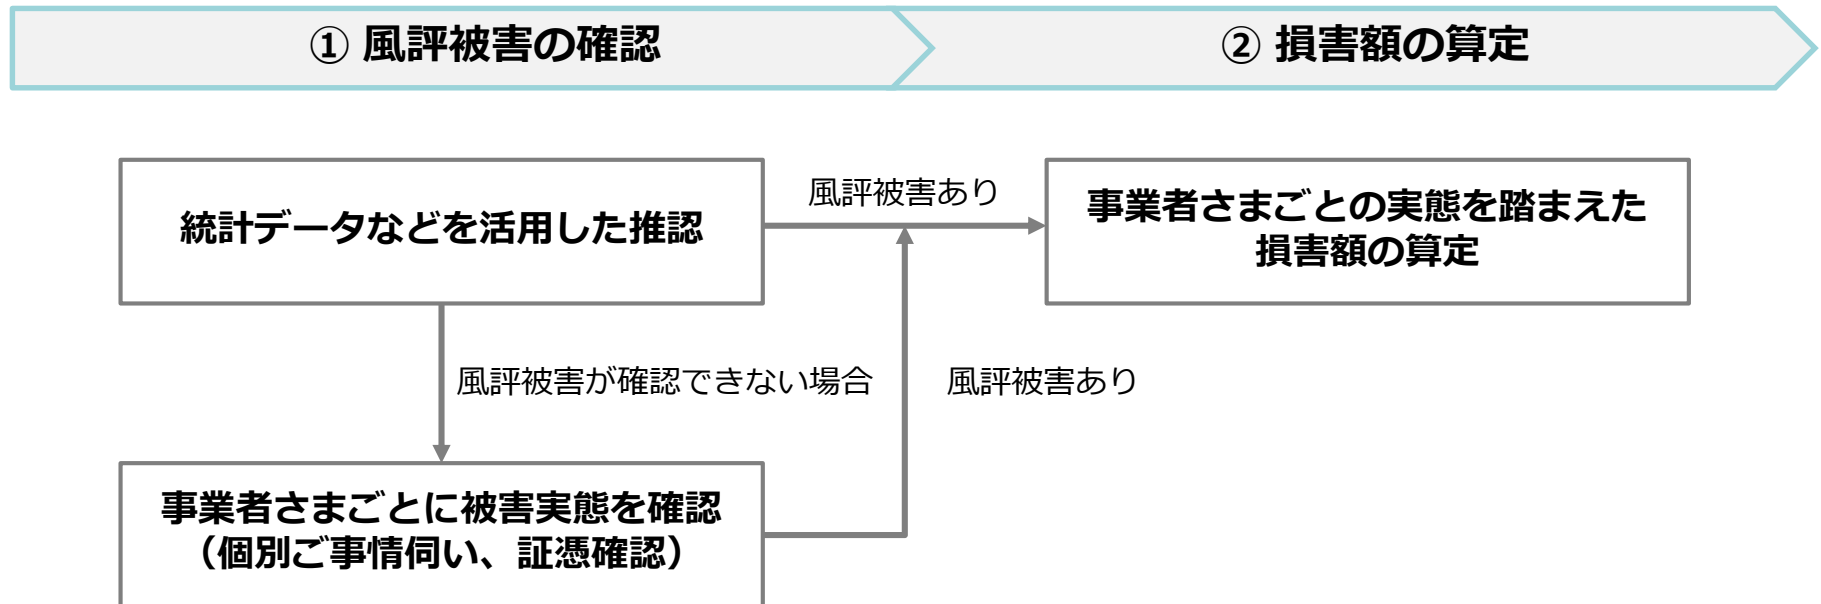 ① 風評被害の確認
② 損害額の算定
統計データなどを活用した推認
風評被害あり
事業者さまごとの実態を踏まえた
損害額の算定
風評被害が確認できない場合
風評被害あり
事業者さまごとに被害実態を確認
（個別ご事情伺い、証憑確認）